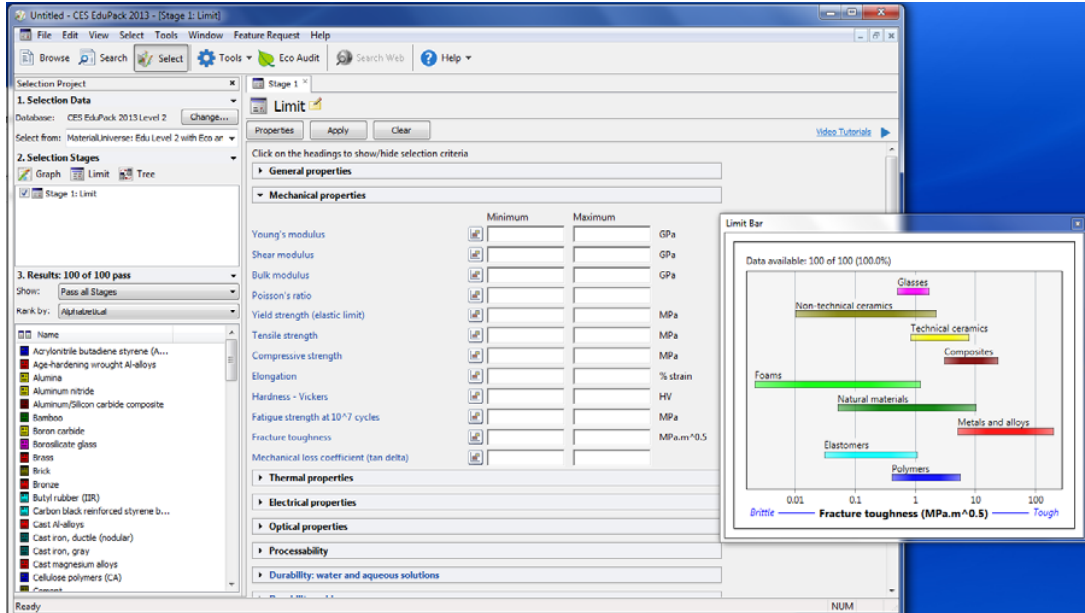 Untitled - CES EduPack 2013 - [Stage 1: Limit]
File Edit View Select Tools Window Feature Request Help
Browse Search Select Tools Eco Audit Search Web Help
Selection Project
1. Selection Data
Database: CES EduPack 2013 Level 2 Change...
Select from: MaterialUniverse: Edu Level 2 with Eco ar
2. Selection Stages
Graph Limit Tree
Stage 1: Limit
3. Results: 100 of 100 pass
Show: Pass all Stages
Rank by: Alphabetical
Name
Acrylonitrile butadiene styrene (A...
Age-hardening wrought Al-alloys
Alumina
Aluminum nitride
Aluminum/Silicon carbide composite
Bamboo
Boron carbide
Borosilicate glass
Brass
Brick
Bronze
Butyl rubber (IIR)
Carbon black reinforced styrene b...
Cast Al-alloys
Cast iron, ductile (nodular)
Cast iron, gray
Cast magnesium alloys
Cellulose polymers (CA)
Cement
Stage 1
Limit
Properties Apply Clear Video Tutorials
Click on the headings to show/hide selection criteria
General properties
Mechanical properties
Minimum Maximum
Young's modulus GPa
Shear modulus GPa
Bulk modulus GPa
Poisson's ratio
Yield strength (elastic limit) MPa
Tensile strength MPa
Compressive strength MPa
Elongation % strain
Hardness - Vickers HV
Fatigue strength at 10^7 cycles MPa
Fracture toughness MPa.m^0.5
Mechanical loss coefficient (tan delta)
Thermal properties
Electrical properties
Optical properties
Processability
Durability: water and aqueous solutions
Limit Bar
Data available: 100 of 100 (100.0%)
Glasses
Non-technical ceramics
Technical ceramics
Composites
Foams
Natural materials
Metals and alloys
Elastomers
Polymers
0.01 0.1 1 10 100
Brittle Fracture toughness (MPa.m^0.5) Tough
Ready NUM